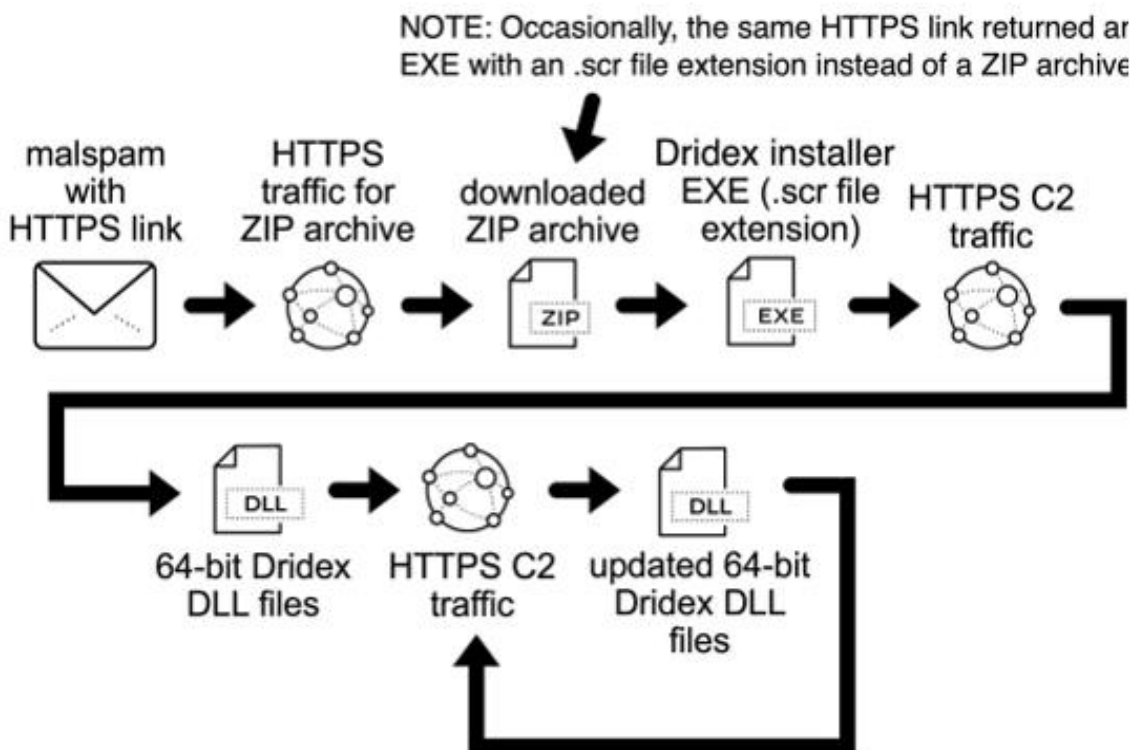 NOTE: Occasionally, the same HTTPS link returned an
EXE with an .scr file extension instead of a ZIP archive
malspam
with
HTTPS link
HTTPS
traffic for
ZIP archive
downloaded
ZIP archive
Dridex installer
EXE (.scr file
extension)
HTTPS C2
traffic
ZIP
EXE
DLL
DLL
64-bit Dridex
DLL files
HTTPS C2
traffic
updated 64-bit
Dridex DLL
files